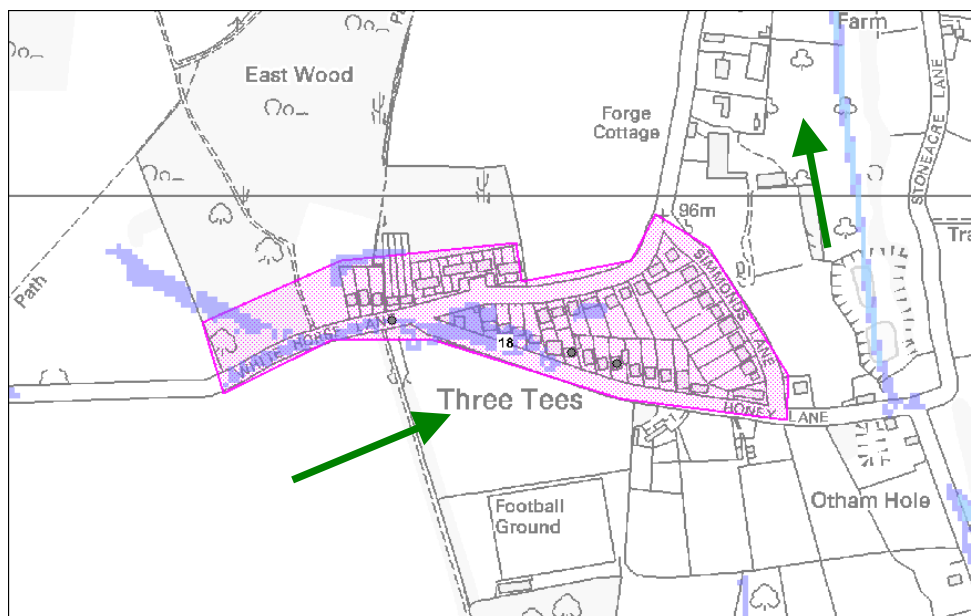 Farm
East Wood
Pa
STONEACRE LANE
Forge
Cottage
96m
Tra
Path
SIMMONDS LANE
WHITE HORSE LANE
18
Three Tees
HONEY LANE
Otham Hole
Football
Ground